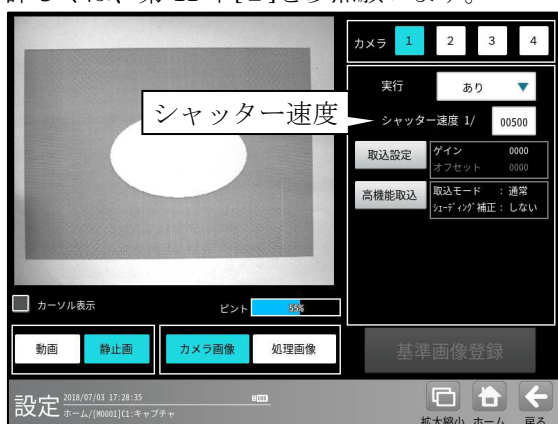 カメラ 1 2 3 4
実行 あり
シャッター速度
シャッター速度 1/ 00500
取込設定 ゲイン 0000
オフセット 0000
高機能取込 取込モード : 通常
シェーディング補正 : しない
カーソル表示
ピント 55%
動画 静止画 カメラ画像 処理画像
基準画像登録
設定 2018/07/03 17:28:35
ホーム/[M0001]C1:キャプチャ
拡大縮小 ホーム 戻る